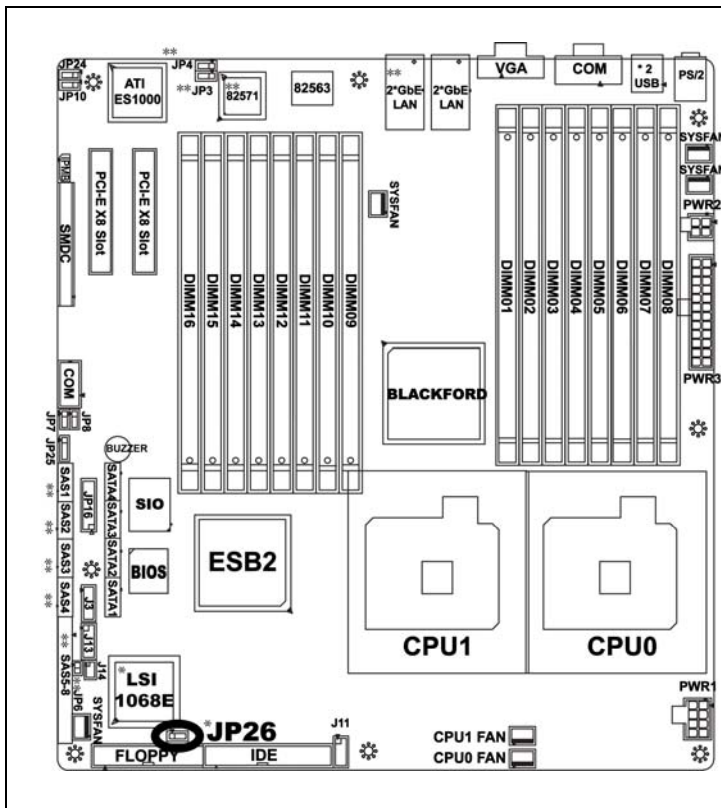 JP24
JP10
ATI
ES1000
**
JP4
JP3
**
**
82571
82563
**
2*GbE
LAN
2*GbE
LAN
VGA
COM
* 2
USB
PS/2
SYSFAN
SYSFAN
PWR2
IPMB
SMDC
PCI-E X8 Slot
PCI-E X8 Slot
DIMM16
DIMM15
DIMM14
DIMM13
DIMM12
DIMM11
DIMM10
DIMM09
SYSFAN
DIMM01
DIMM02
DIMM03
DIMM04
DIMM05
DIMM06
DIMM07
DIMM08
PWR3
COM
BLACKFORD
JP7
JP8
JP25
BUZZER
SAS1
**
SAS2
**
SAS3
**
SAS4
**
JP16
SATA4
SATA3
SATA2
SATA1
SIO
BIOS
ESB2
CPU1
CPU0
J3
J13
**
SAS5-8
J14
**
JP6
SYSFAN
*
LSI
1068E
*
JP26
J11
FLOPPY
IDE
CPU1 FAN
CPU0 FAN
PWR1